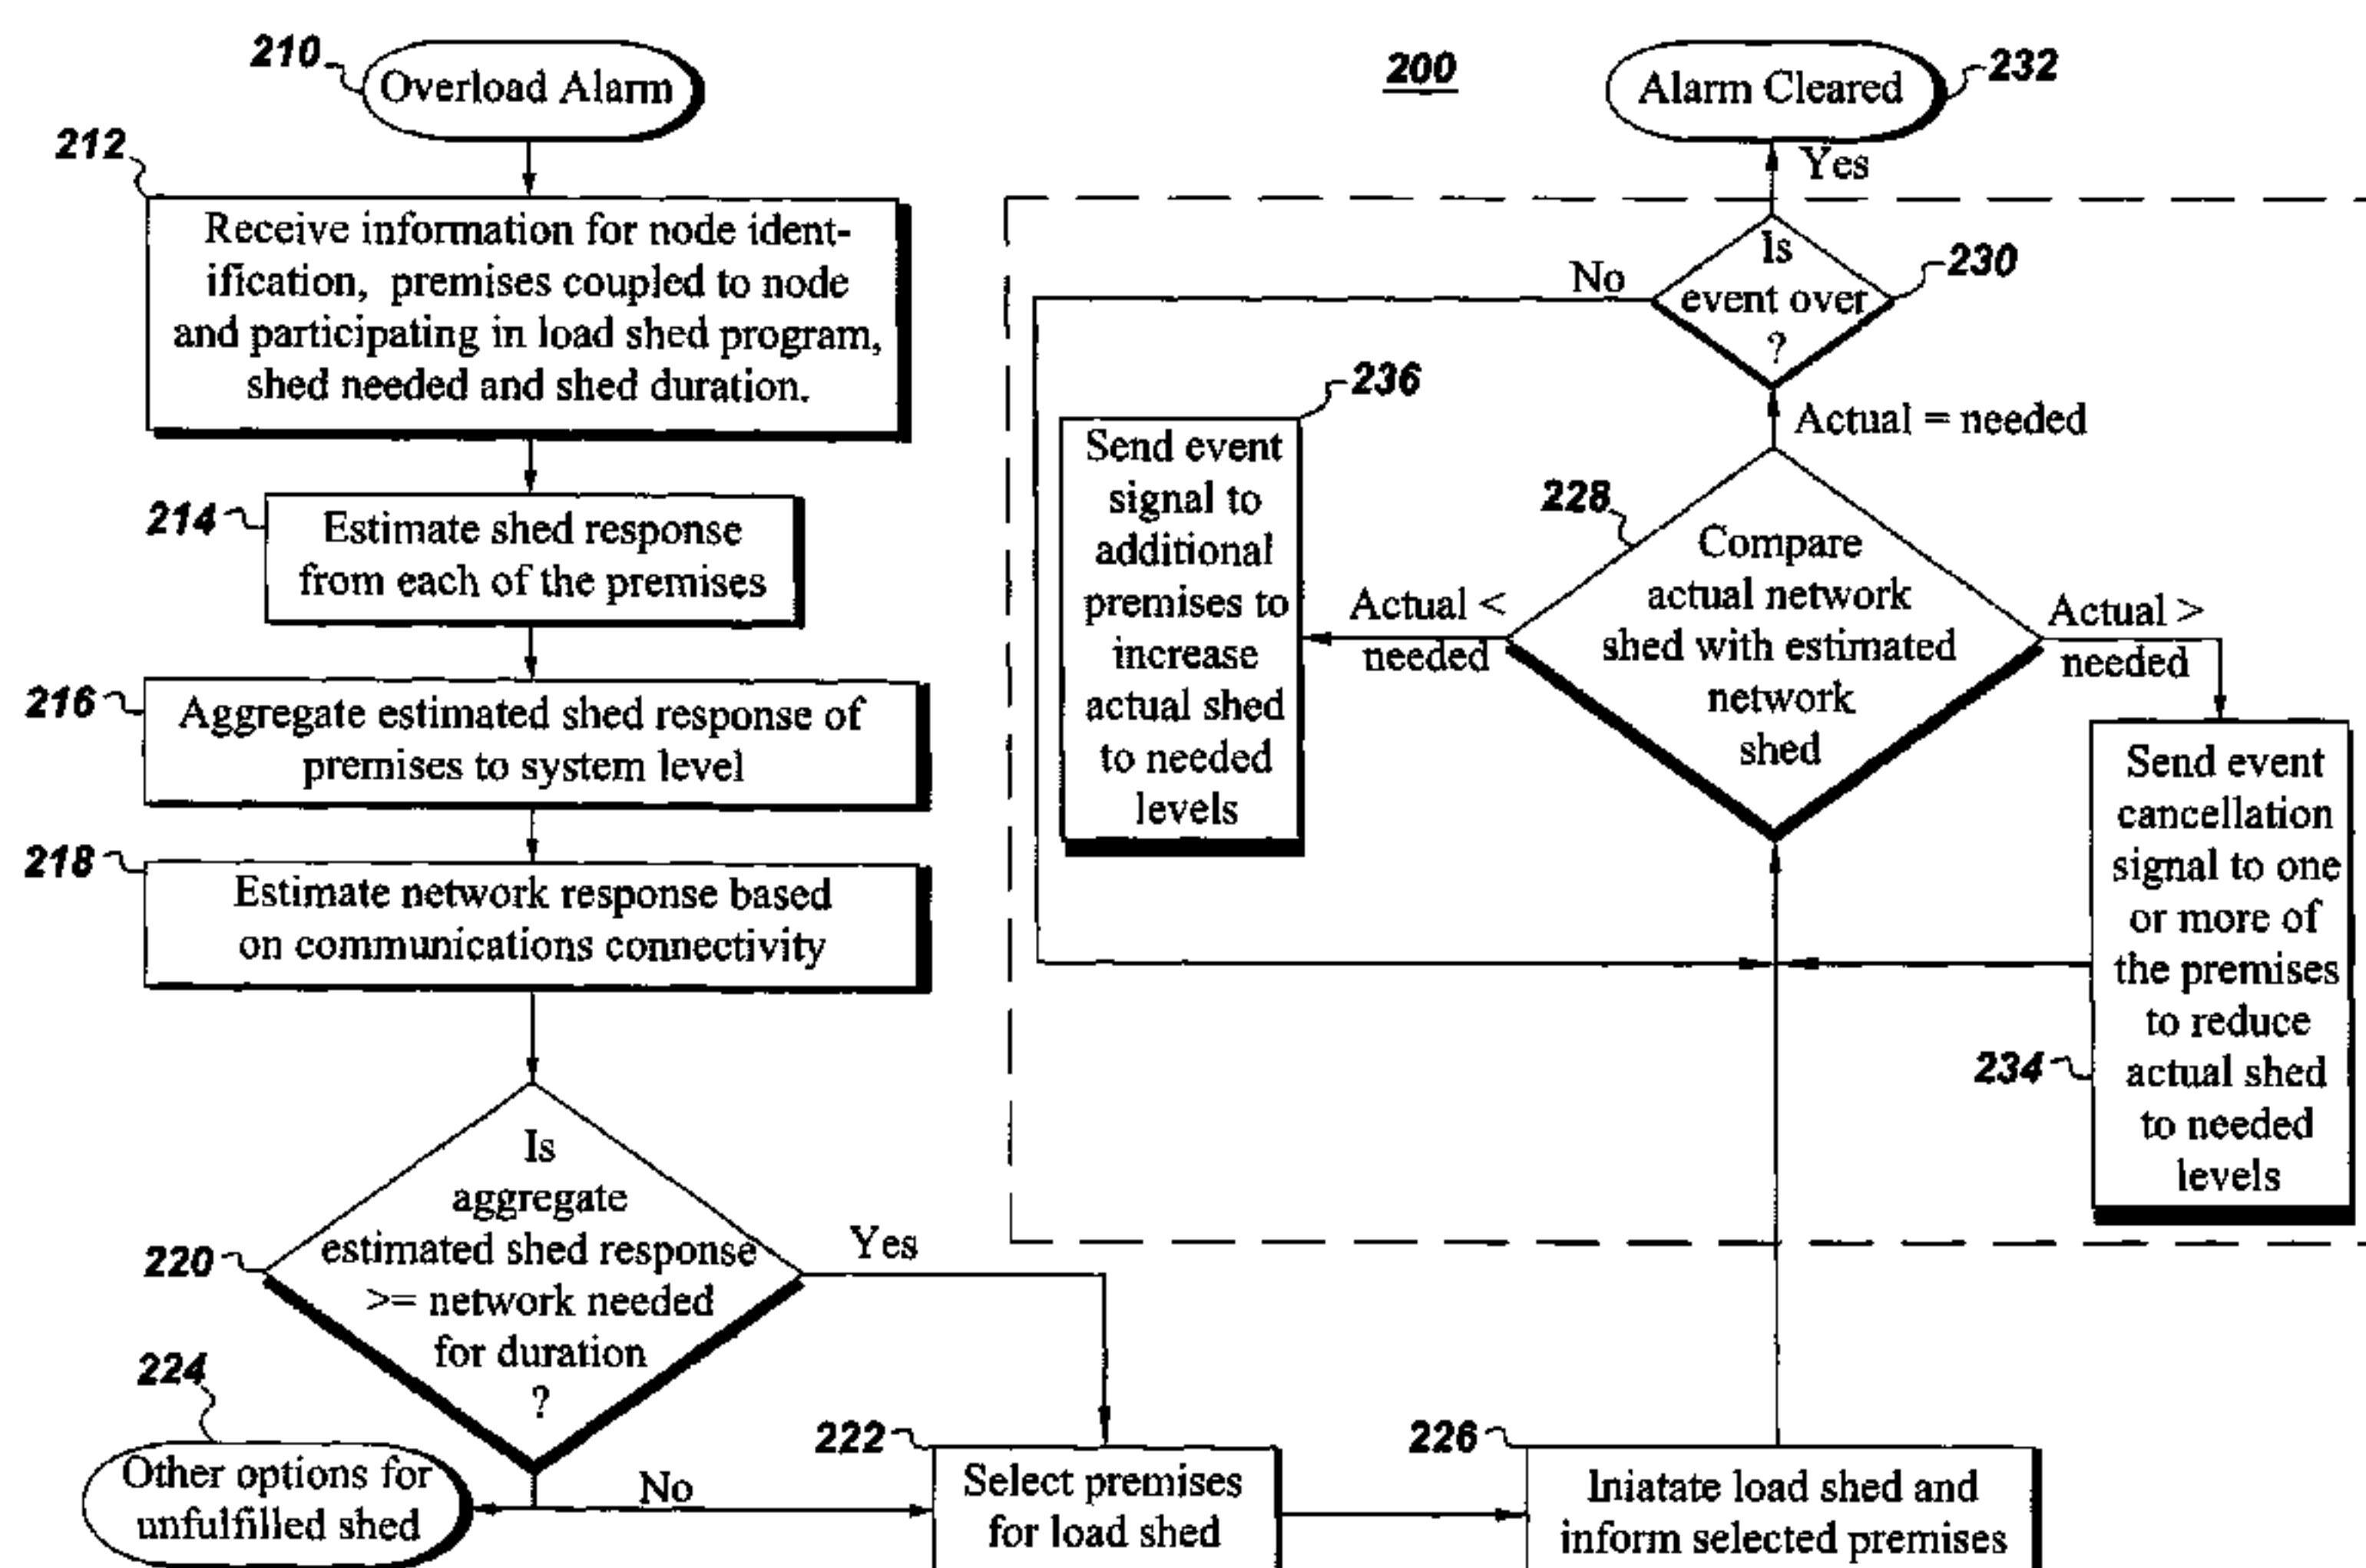 210
Overload Alarm
212
Receive information for node ident-
ification, premises coupled to node
and participating in load shed program,
shed needed and shed duration.
214
Estimate shed response
from each of the premises
216
Aggregate estimated shed response of
premises to system level
218
Estimate network response based
on communications connectivity
220
Is
aggregate
estimated shed response
>= network needed
for duration
?
Yes
No
224
Other options for
unfulfilled shed
222
Select premises
for load shed
226
Iniatate load shed and
inform selected premises
200
Alarm Cleared
232
Yes
Is
event over
?
230
No
Actual = needed
228
Compare
actual network
shed with estimated
network
shed
Actual <
needed
236
Send event
signal to
additional
premises to
increase
actual shed
to needed
levels
Actual >
needed
234
Send event
cancellation
signal to one
or more of
the premises
to reduce
actual shed
to needed
levels